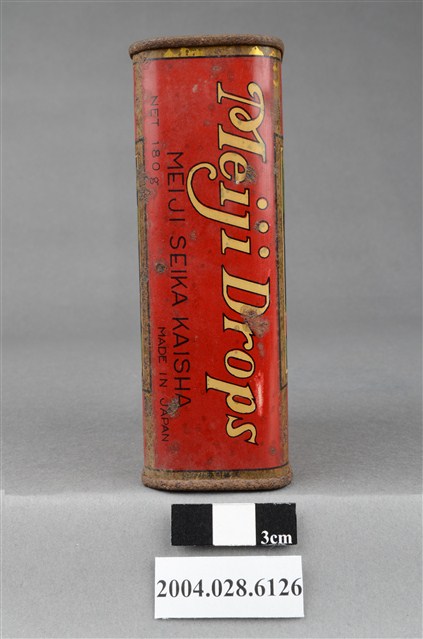 Meiji Drops
MEIJI SEIKA KAISHA
NET 180g MADE IN JAPAN
3cm
2004.028.6126